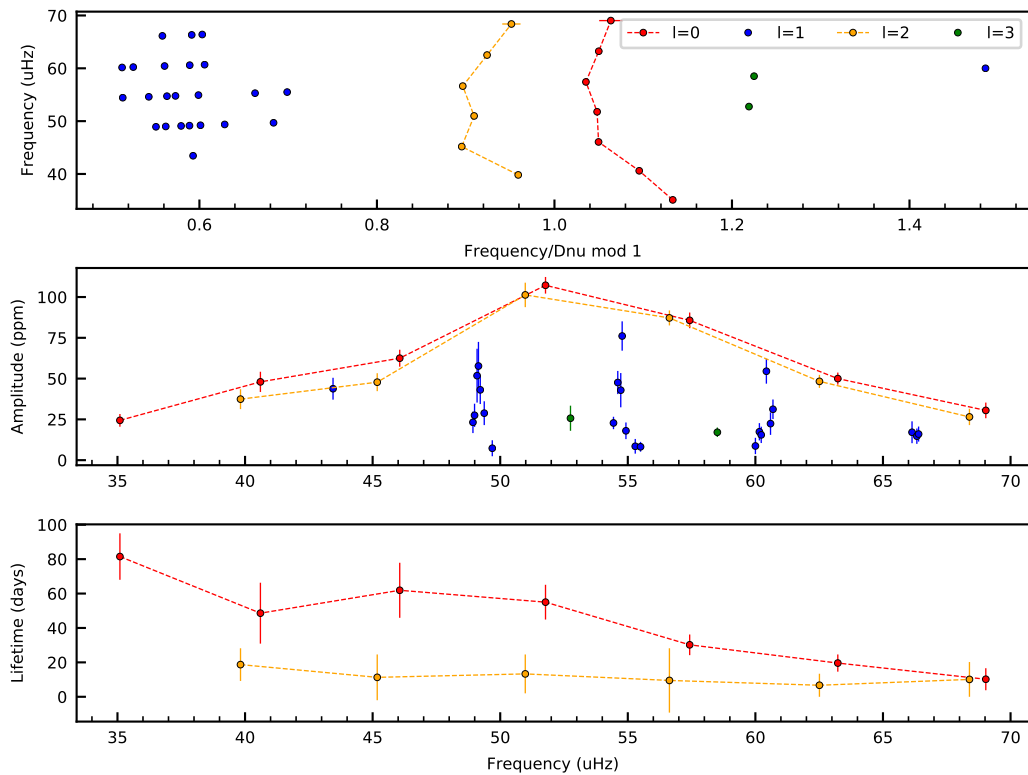 70
60
50
40
Frequency (uHz)
l=0 l=1 l=2 l=3
0.6 0.8 1.0 1.2 1.4
Frequency/Dnu mod 1
100
75
50
25
0
Amplitude (ppm)
35 40 45 50 55 60 65 70
100
80
60
40
20
0
Lifetime (days)
35 40 45 50 55 60 65 70
Frequency (uHz)